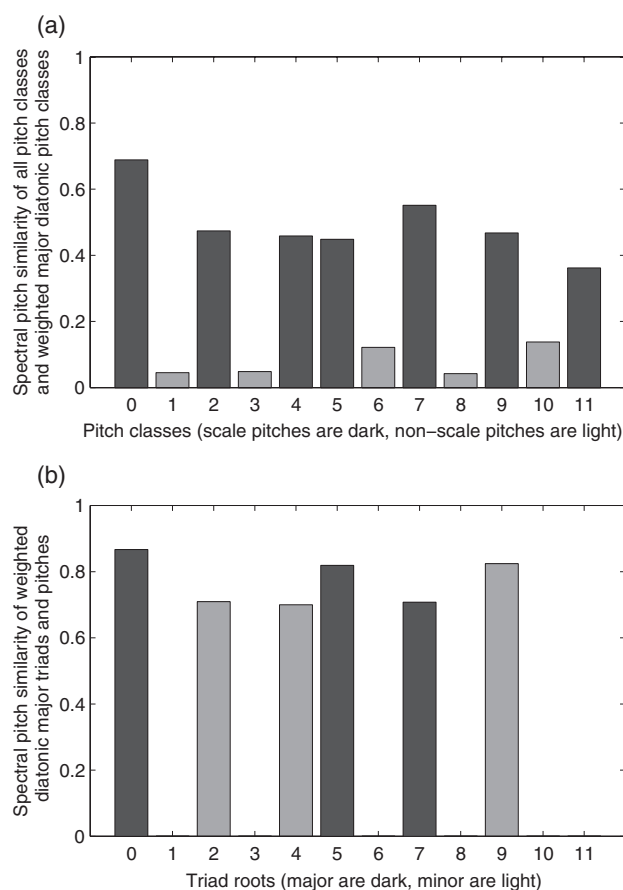 (a)
Spectral pitch similarity of all pitch classes
and weighted major diatonic pitch classes
1
0.8
0.6
0.4
0.2
0
0 1 2 3 4 5 6 7 8 9 10 11
Pitch classes (scale pitches are dark, non−scale pitches are light)
(b)
Spectral pitch similarity of weighted
diatonic major triads and pitches
1
0.8
0.6
0.4
0.2
0
0 1 2 3 4 5 6 7 8 9 10 11
Triad roots (major are dark, minor are light)